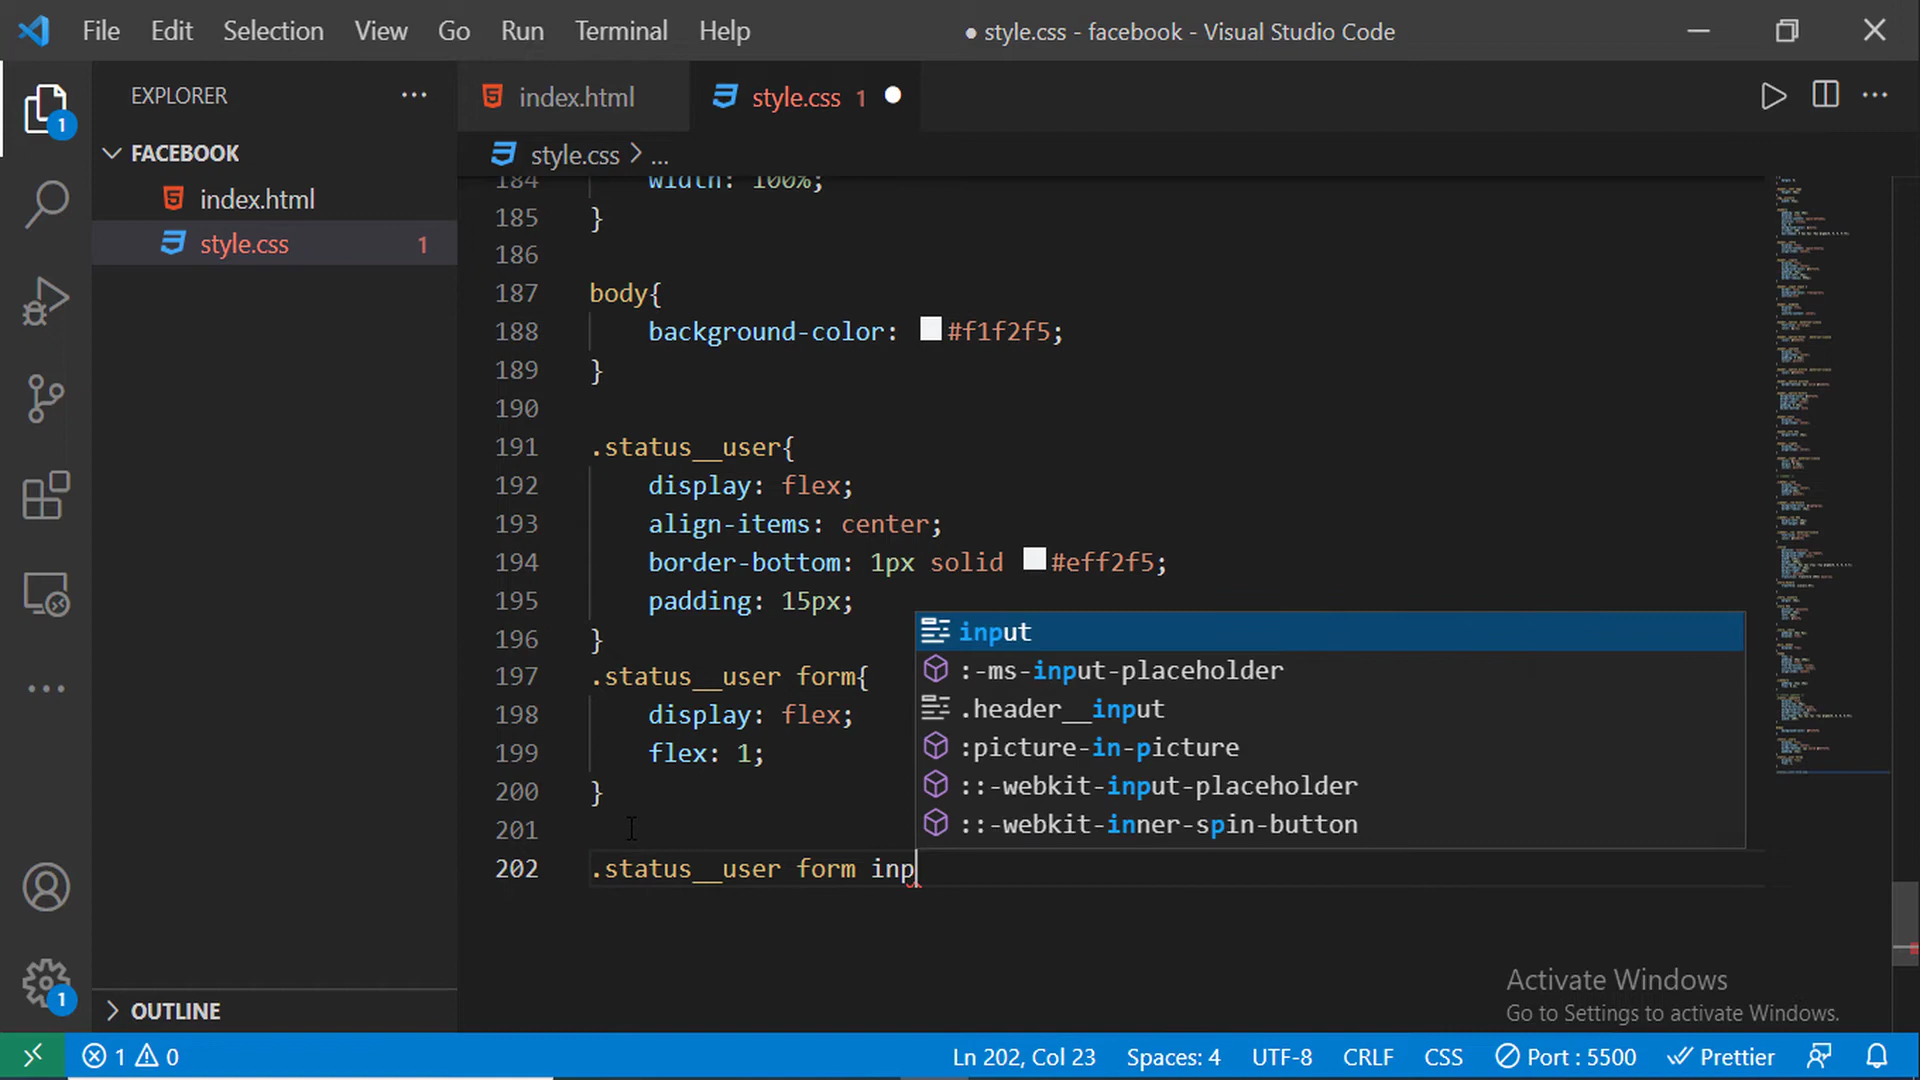 File Edit Selection View Go Run Terminal Help ● style.css - facebook - Visual Studio Code
EXPLORER ···
index.html
style.css 1 ●
1
FACEBOOK
index.html
style.css 1
style.css > ...
184 width: 100%;
185 }
186
187 body{
188 background-color: #f1f2f5;
189 }
190
191 .status__user{
192 display: flex;
193 align-items: center;
194 border-bottom: 1px solid #eff2f5;
195 padding: 15px;
196 }
197 .status__user form{
198 display: flex;
199 flex: 1;
200 }
201
202 .status__user form inp
input
:-ms-input-placeholder
.header__input
:picture-in-picture
::-webkit-input-placeholder
::-webkit-inner-spin-button
1
OUTLINE
Activate Windows
Go to Settings to activate Windows.
1 0 Ln 202, Col 23 Spaces: 4 UTF-8 CRLF CSS Port : 5500 Prettier